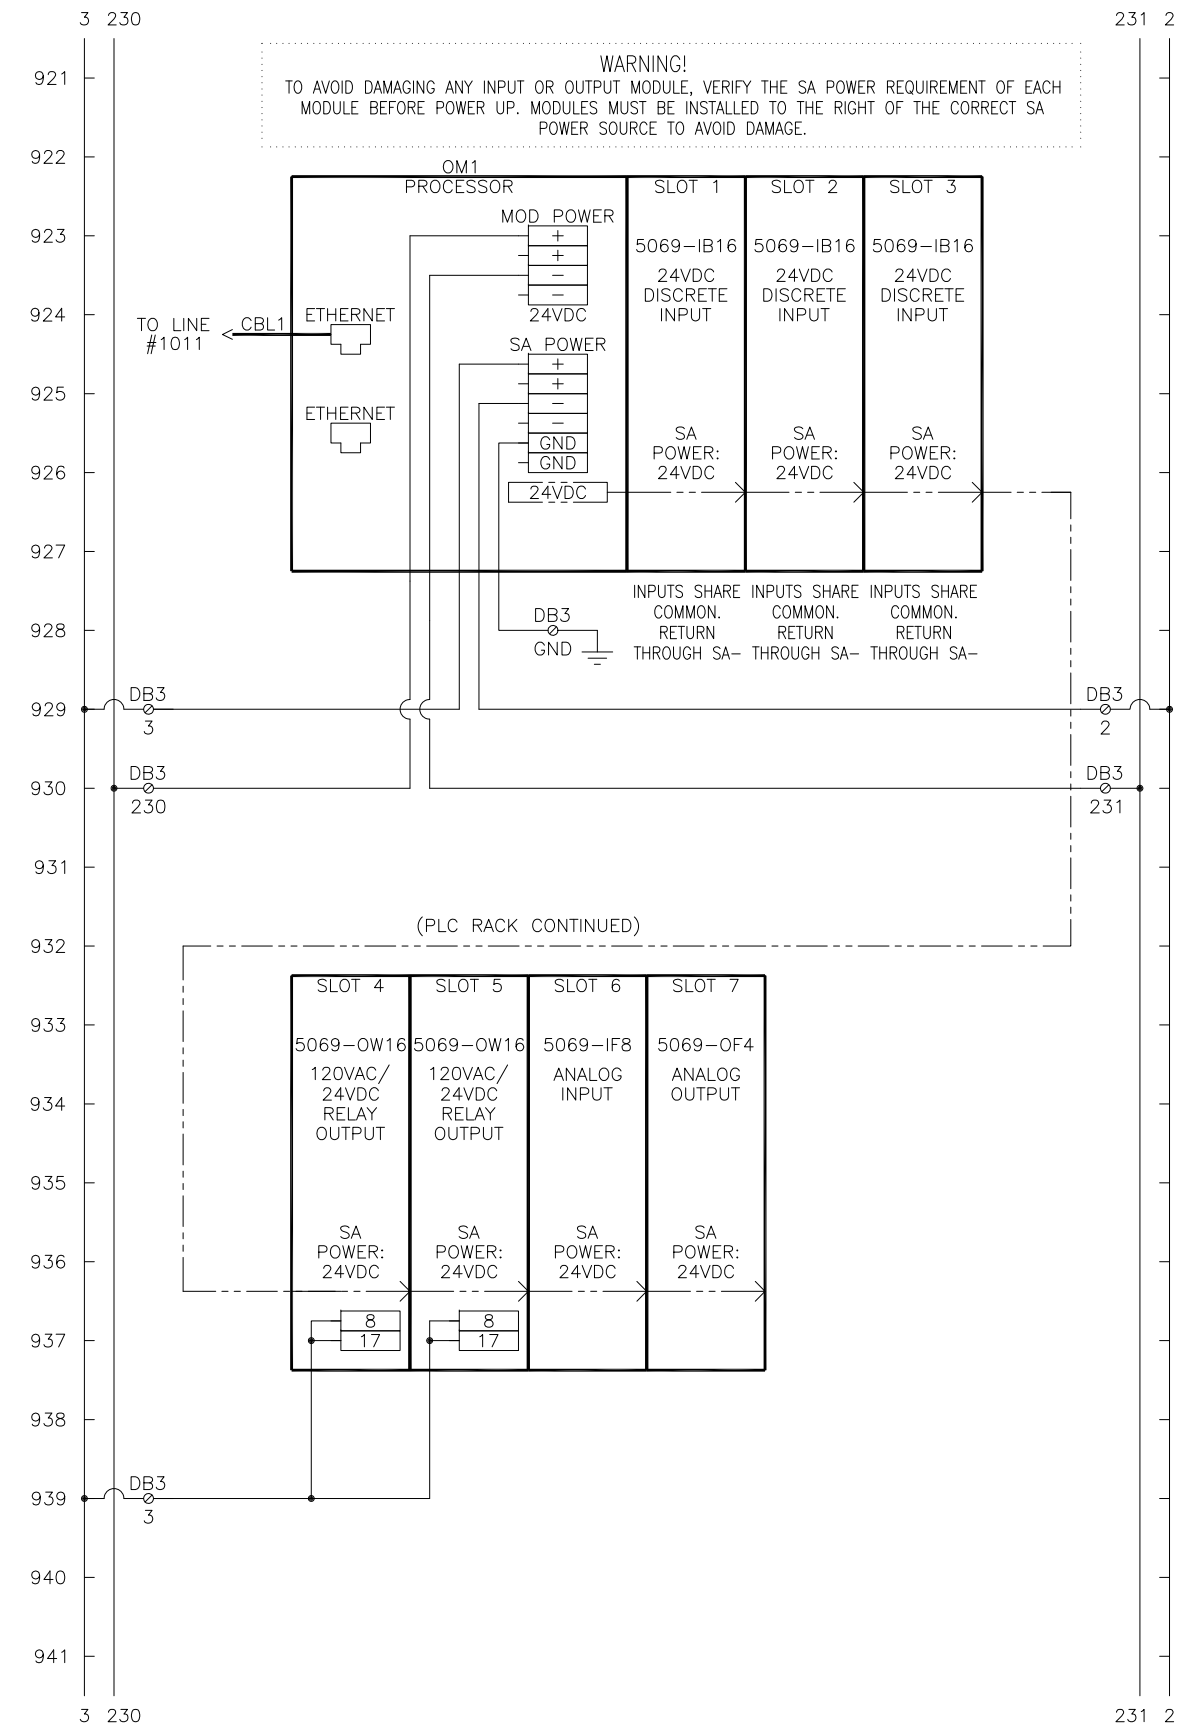 3 230
231 2
921
WARNING!
TO AVOID DAMAGING ANY INPUT OR OUTPUT MODULE, VERIFY THE SA POWER REQUIREMENT OF EACH
MODULE BEFORE POWER UP. MODULES MUST BE INSTALLED TO THE RIGHT OF THE CORRECT SA
POWER SOURCE TO AVOID DAMAGE.
922
OM1
PROCESSOR
SLOT 1
SLOT 2
SLOT 3
923
MOD POWER
+
+
-
-
24VDC
5069-IB16
24VDC
DISCRETE
INPUT
5069-IB16
24VDC
DISCRETE
INPUT
5069-IB16
24VDC
DISCRETE
INPUT
924
TO LINE
#1011
CBL1
ETHERNET
SA POWER
+
+
-
-
GND
GND
24VDC
925
ETHERNET
SA
POWER:
24VDC
SA
POWER:
24VDC
SA
POWER:
24VDC
926
927
INPUTS SHARE
COMMON.
RETURN
THROUGH SA-
INPUTS SHARE
COMMON.
RETURN
THROUGH SA-
INPUTS SHARE
COMMON.
RETURN
THROUGH SA-
928
DB3
GND
929
DB3
3
DB3
2
930
DB3
230
DB3
231
931
(PLC RACK CONTINUED)
932
SLOT 4
SLOT 5
SLOT 6
SLOT 7
933
5069-OW16
120VAC/
24VDC
RELAY
OUTPUT
5069-OW16
120VAC/
24VDC
RELAY
OUTPUT
5069-IF8
ANALOG
INPUT
5069-OF4
ANALOG
OUTPUT
934
935
SA
POWER:
24VDC
SA
POWER:
24VDC
SA
POWER:
24VDC
SA
POWER:
24VDC
936
8
17
8
17
937
938
939
DB3
3
940
941
3 230
231 2